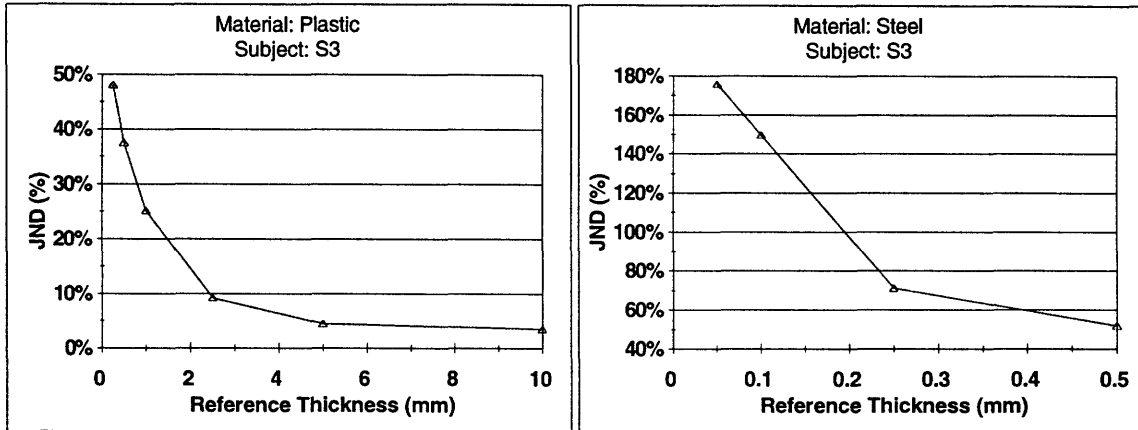 Material: Plastic
Subject: S3
50%
40%
30%
20%
10%
0%
JND (%)
0 2 4 6 8 10
Reference Thickness (mm)
Material: Steel
Subject: S3
180%
160%
140%
120%
100%
80%
60%
40%
JND (%)
0 0.1 0.2 0.3 0.4 0.5
Reference Thickness (mm)